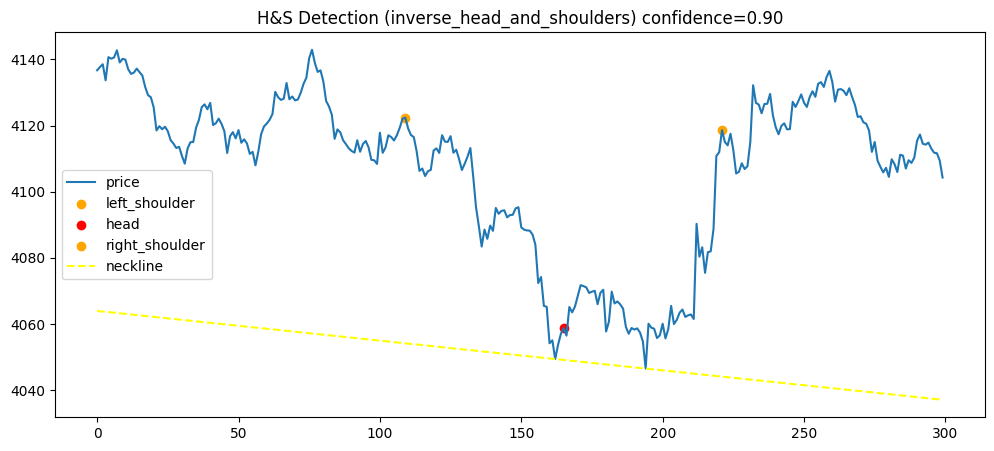 H&S Detection (inverse_head_and_shoulders) confidence=0.90
4140
4120
4100
4080
4060
4040
price
left_shoulder
head
right_shoulder
neckline
0
50
100
150
200
250
300